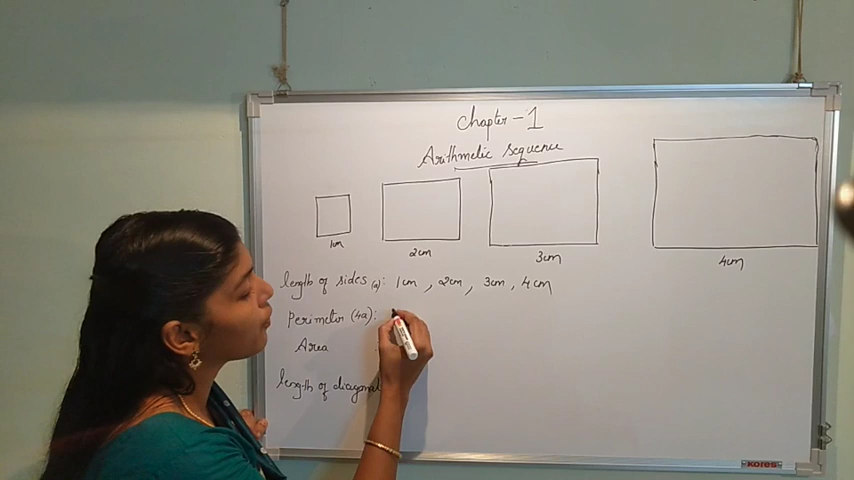 Chapter - 1
Arithmetic sequence
1cm
2cm
3cm
4cm
length of sides (a): 1cm, 2cm, 3cm, 4cm
Perimeter (4a):
Area
length of diagonal
KORES